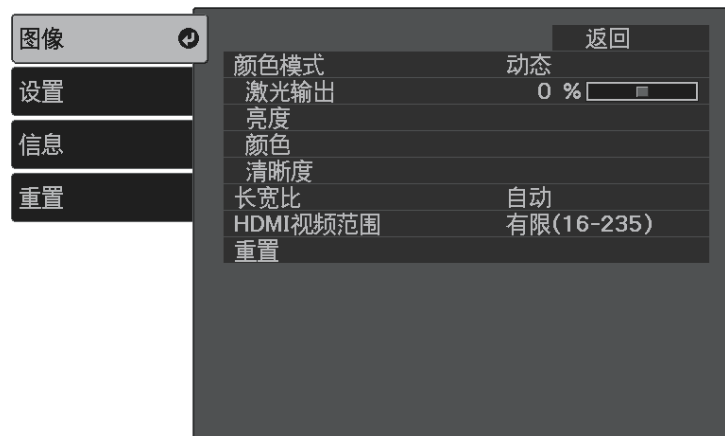 图像
设置
信息
重置
返回
颜色模式 动态
激光输出 0 %
亮度
颜色
清晰度
长宽比 自动
HDMI视频范围 有限(16-235)
重置